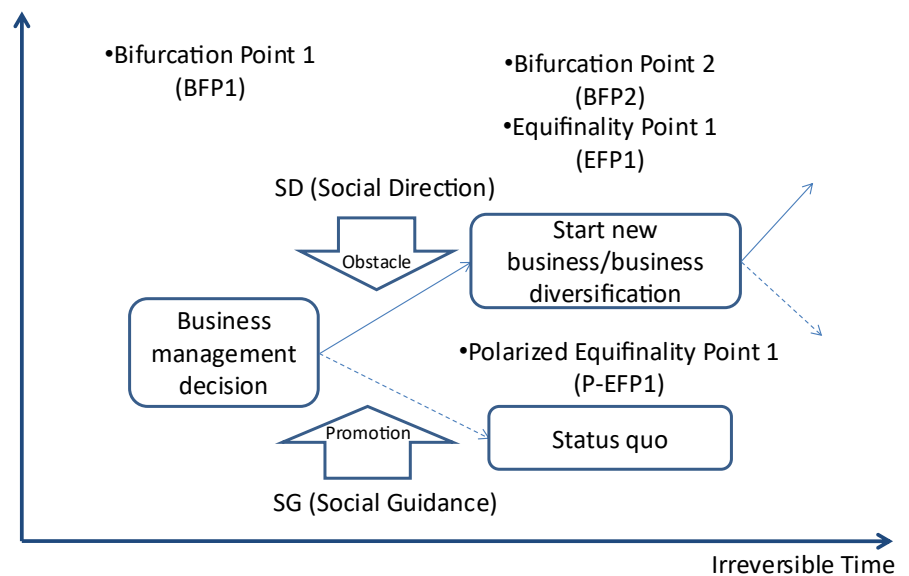 •Bifurcation Point 1
(BFP1)
•Bifurcation Point 2
(BFP2)
•Equifinality Point 1
(EFP1)
SD (Social Direction)
Obstacle
Start new
business/business
diversification
Business
management
decision
•Polarized Equifinality Point 1
(P-EFP1)
Promotion
Status quo
SG (Social Guidance)
Irreversible Time